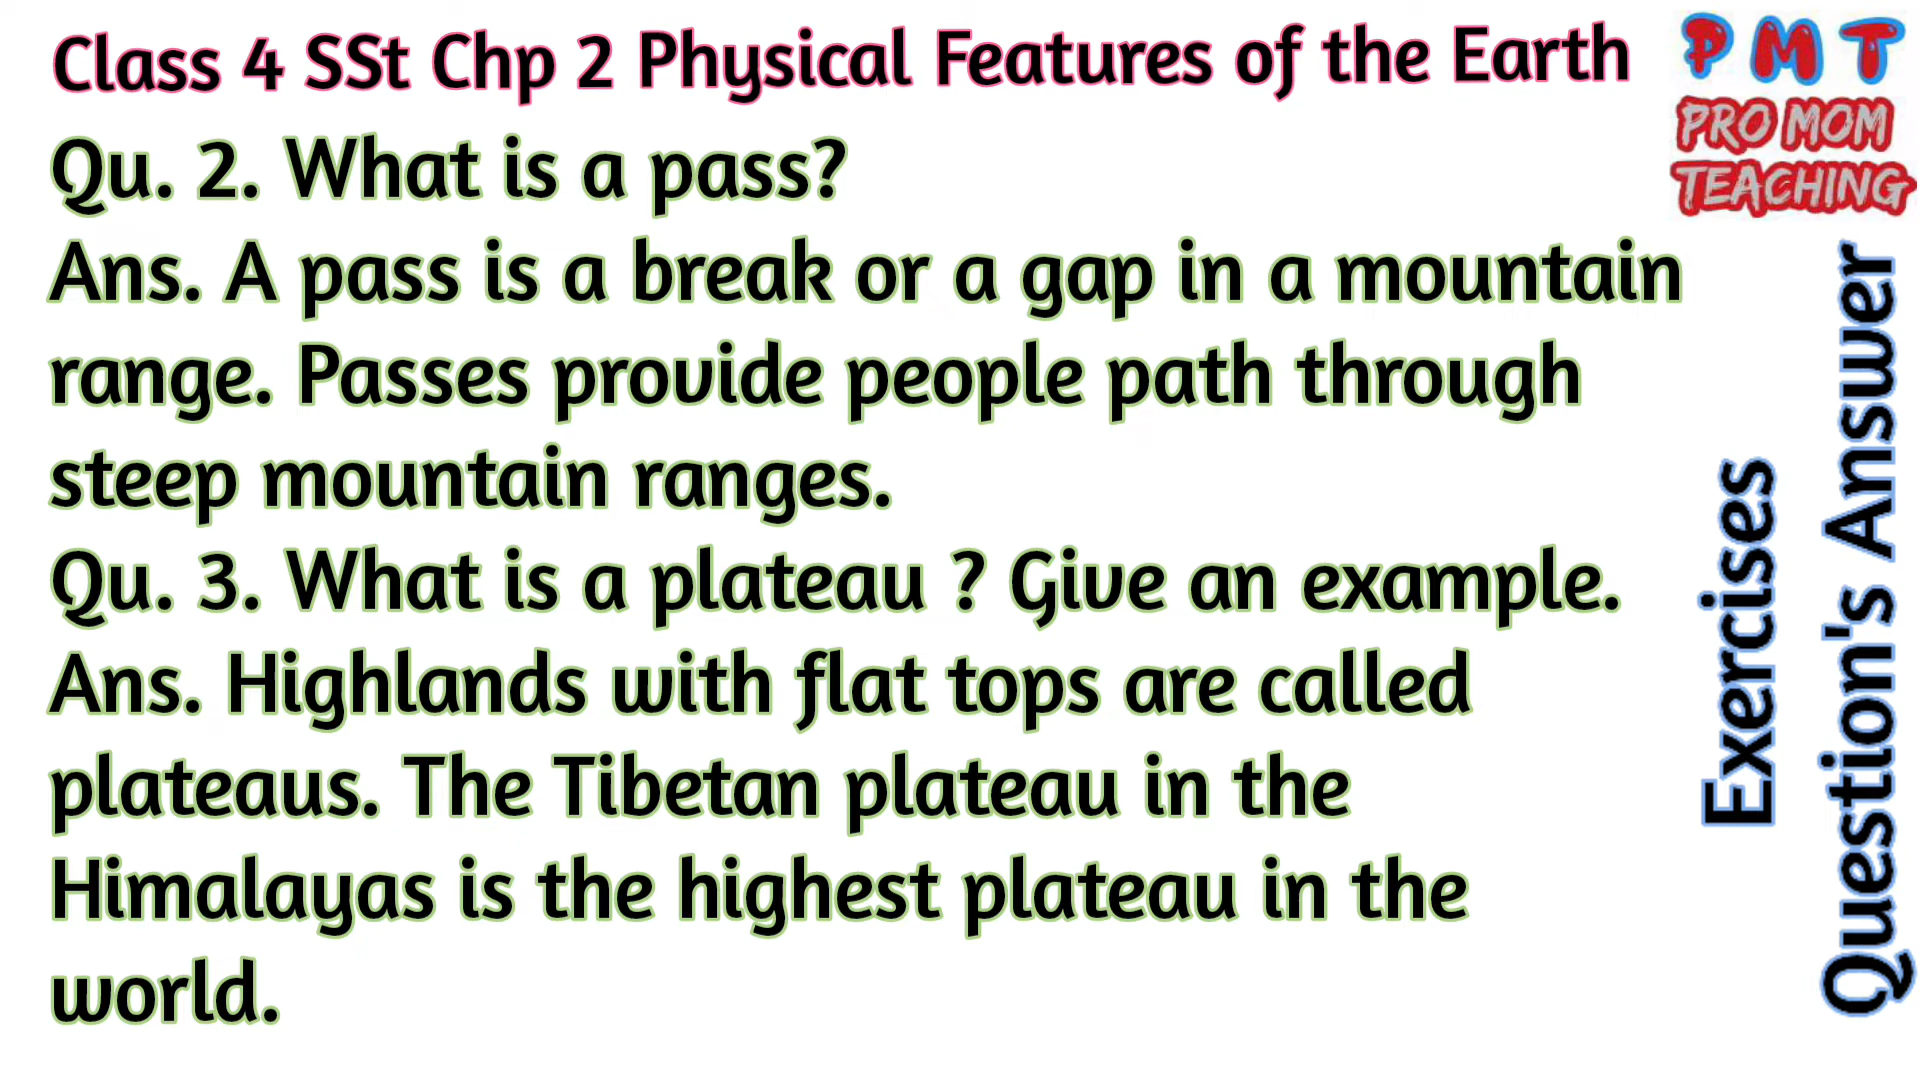 Class 4 SSt Chp 2 Physical Features of the Earth
Qu. 2. What is a pass?
Ans. A pass is a break or a gap in a mountain
range. Passes provide people path through
steep mountain ranges.
Qu. 3. What is a plateau ? Give an example.
Ans. Highlands with flat tops are called
plateaus. The Tibetan plateau in the
Himalayas is the highest plateau in the
world.
PMT
PRO MOM
TEACHING
Exercises
Question's Answer